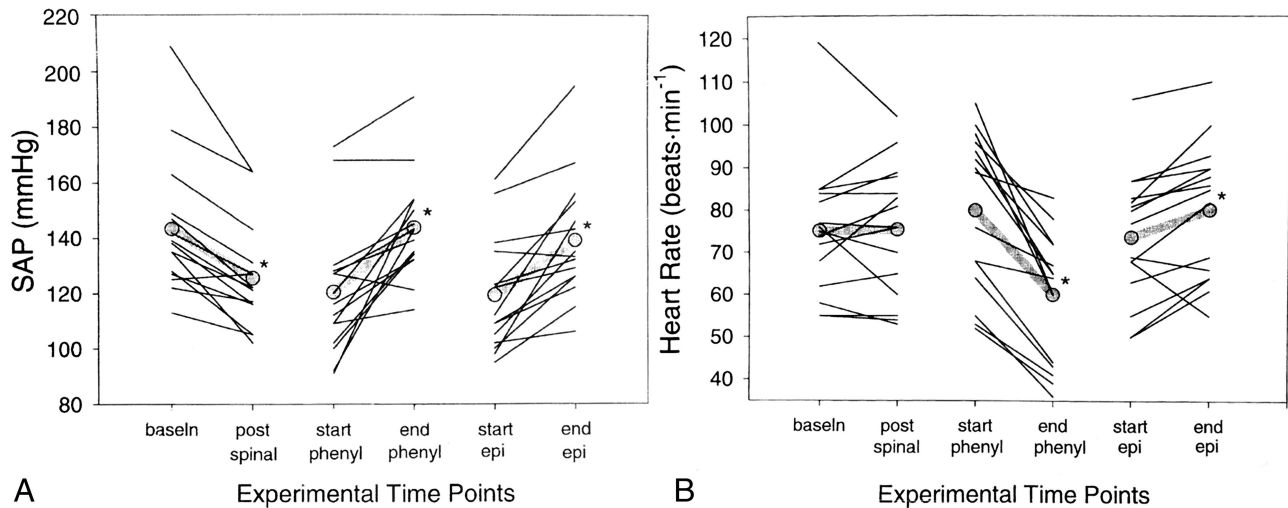 220
200
180
160
140
120
100
80
SAP (mmHg)
*
*
*
baseln
post
spinal
start
phenyl
end
phenyl
start
epi
end
epi
Experimental Time Points
A
120
110
100
90
80
70
60
50
40
Heart Rate (beats·min⁻¹)
*
*
baseln
post
spinal
start
phenyl
end
phenyl
start
epi
end
epi
Experimental Time Points
B